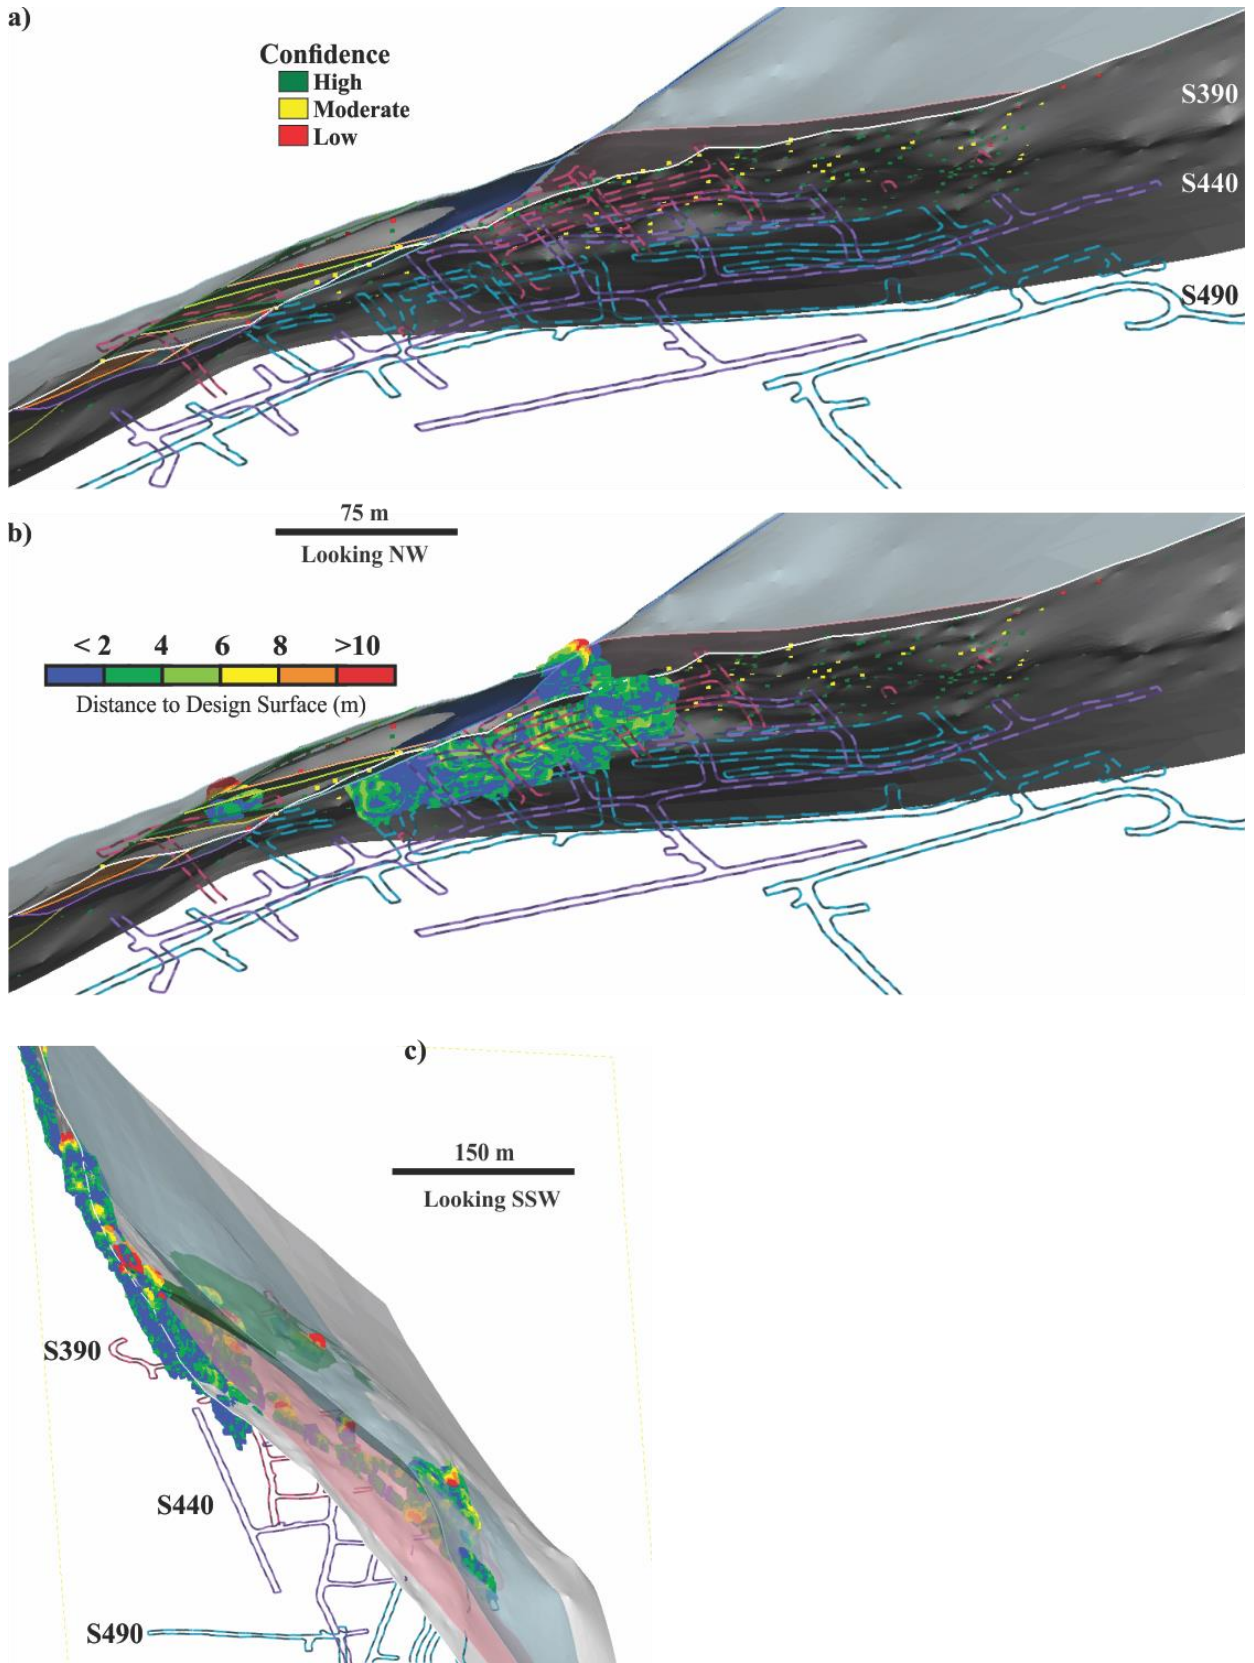 a)
Confidence
High
Moderate
Low
S390
S440
S490
75 m
Looking NW
b)
< 2 4 6 8 >10
Distance to Design Surface (m)
c)
150 m
Looking SSW
S390
S440
S490